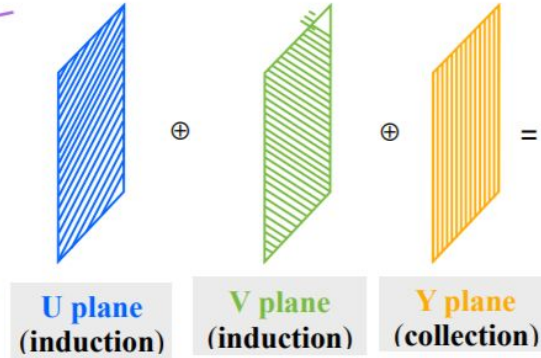 ⊕ ⊕ =
U plane
(induction)
V plane
(induction)
Y plane
(collection)